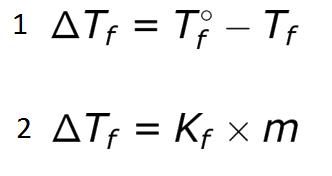 1 ΔT_f = T_f° − T_f
2 ΔT_f = K_f × m